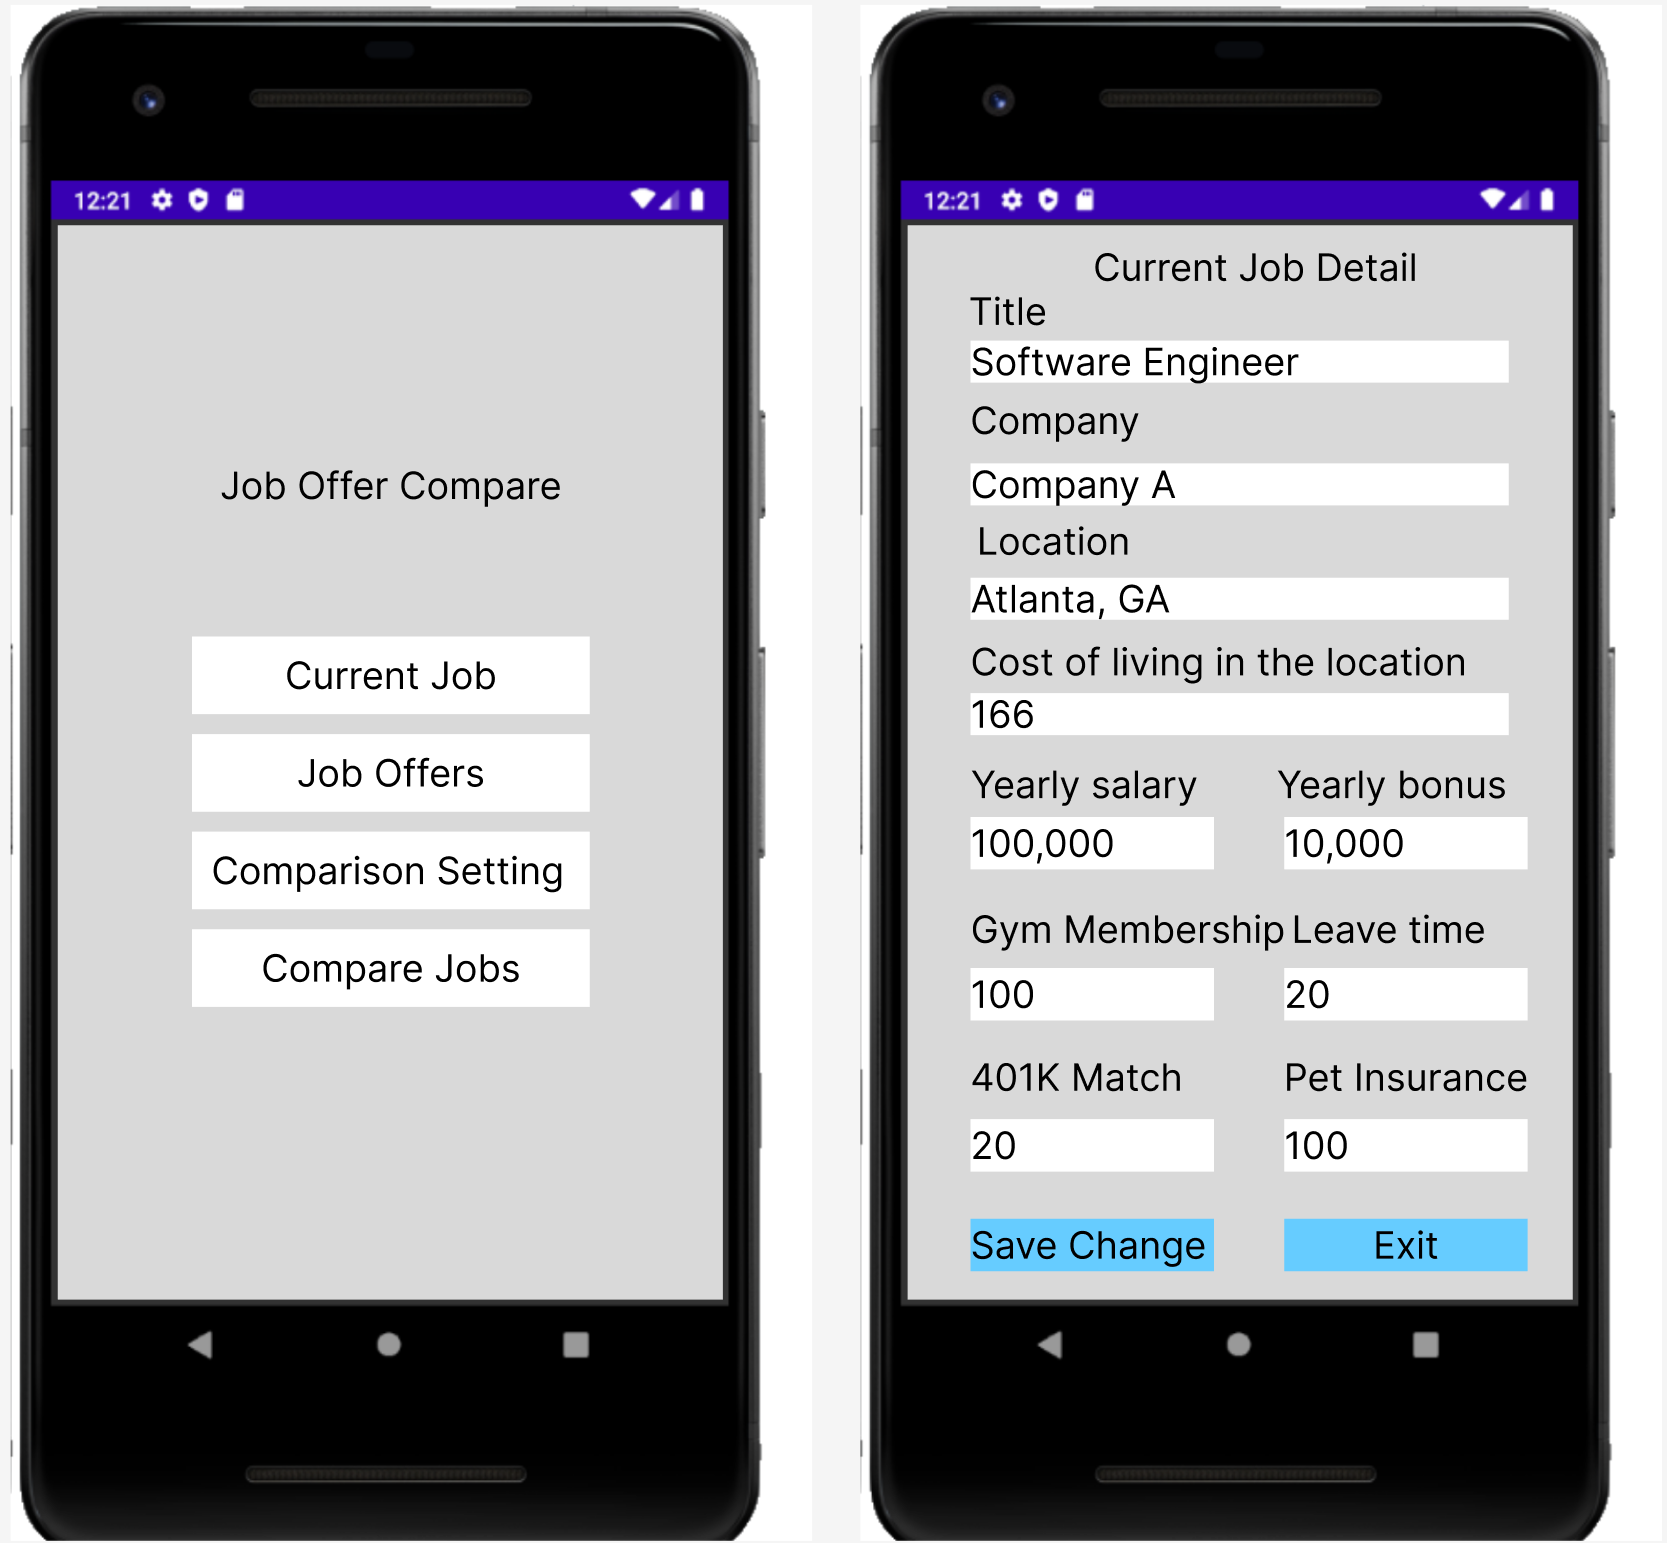 12:21
Job Offer Compare
Current Job
Job Offers
Comparison Setting
Compare Jobs
12:21
Current Job Detail
Title
Software Engineer
Company
Company A
Location
Atlanta, GA
Cost of living in the location
166
Yearly salary Yearly bonus
100,000 10,000
Gym Membership Leave time
100 20
401K Match Pet Insurance
20 100
Save Change Exit